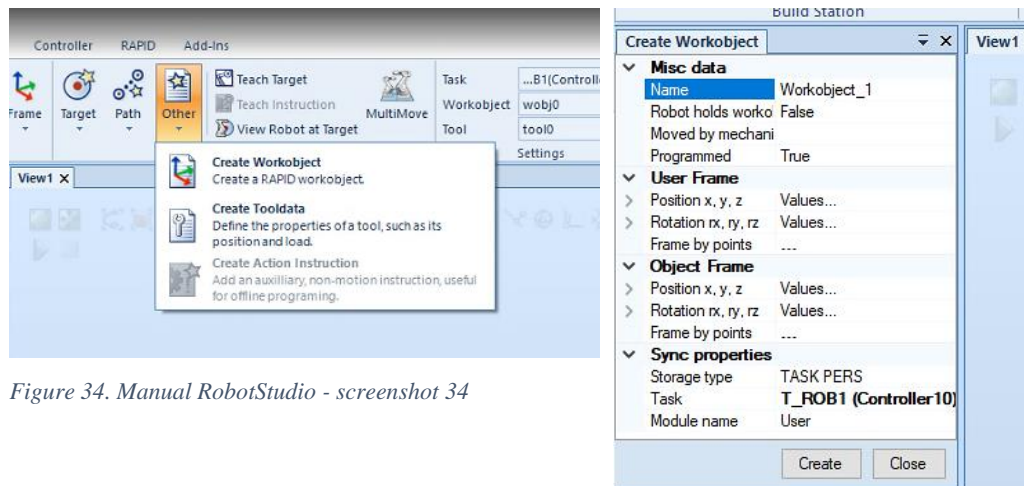 Controller RAPID Add-Ins
Frame
Target
Path
Other
Teach Target
Teach Instruction
View Robot at Target
MultiMove
Task ...B1(Controll
Workobject wobj0
Tool tool0
Settings
Create Workobject
Create a RAPID workobject.
Create Tooldata
Define the properties of a tool, such as its
position and load.
Create Action Instruction
Add an auxilliary, non-motion instruction, useful
for offline programing.
View1 X
Figure 34. Manual RobotStudio - screenshot 34
Build Station
Create Workobject
View1
Misc data
Name Workobject_1
Robot holds worko False
Moved by mechani
Programmed True
User Frame
Position x, y, z Values...
Rotation rx, ry, rz Values...
Frame by points ...
Object Frame
Position x, y, z Values...
Rotation rx, ry, rz Values...
Frame by points ...
Sync properties
Storage type TASK PERS
Task T_ROB1 (Controller10)
Module name User
Create Close